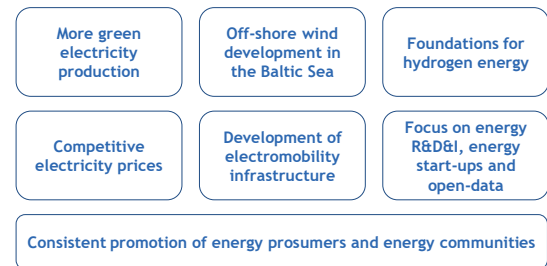 More green
electricity
production
Off-shore wind
development in
the Baltic Sea
Foundations for
hydrogen energy
Competitive
electricity prices
Development of
electromobility
infrastructure
Focus on energy
R&D&I, energy
start-ups and
open-data
Consistent promotion of energy prosumers and energy communities